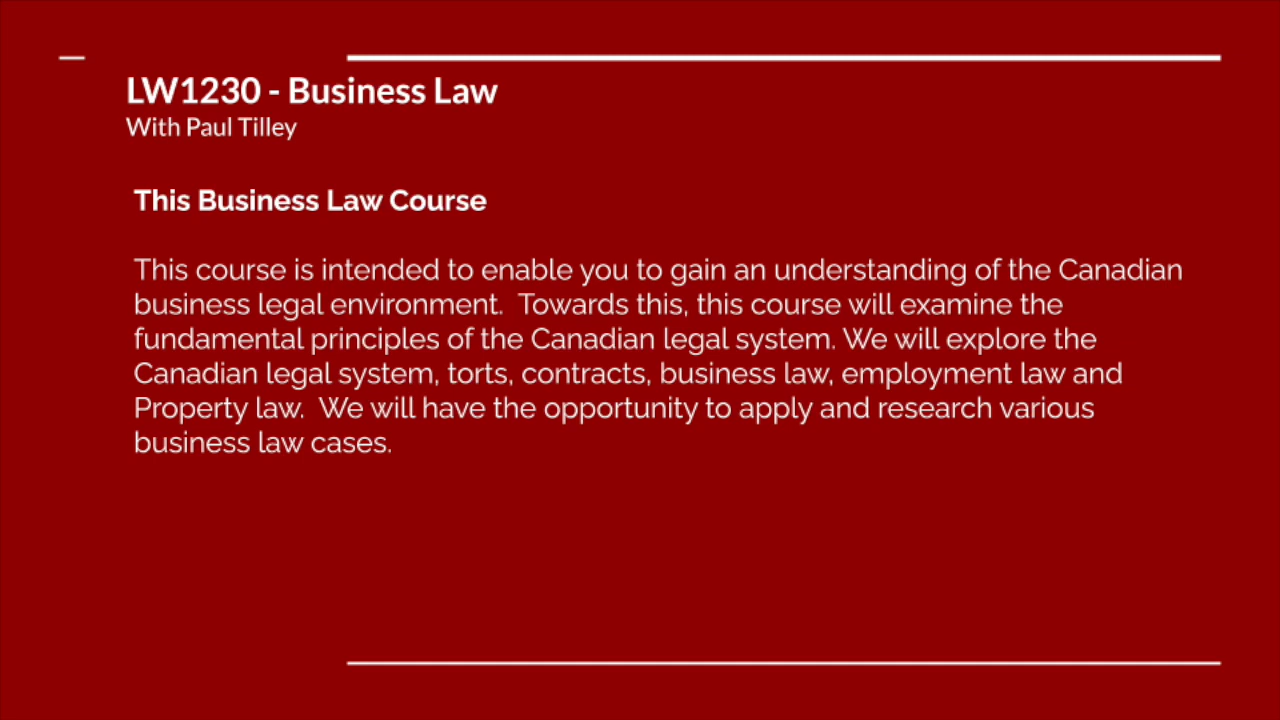 LW1230 - Business Law
With Paul Tilley
This Business Law Course
This course is intended to enable you to gain an understanding of the Canadian
business legal environment.  Towards this, this course will examine the
fundamental principles of the Canadian legal system. We will explore the
Canadian legal system, torts, contracts, business law, employment law and
Property law.  We will have the opportunity to apply and research various
business law cases.